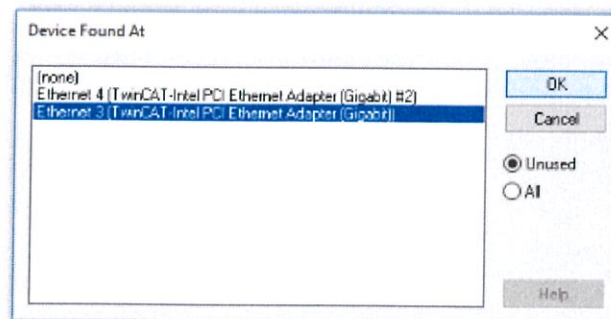 Device Found At
(none)
Ethernet 4 (TwinCAT-Intel PCI Ethernet Adapter (Gigabit) #2)
Ethernet 3 (TwinCAT-Intel PCI Ethernet Adapter (Gigabit))
OK
Cancel
Unused
All
Help